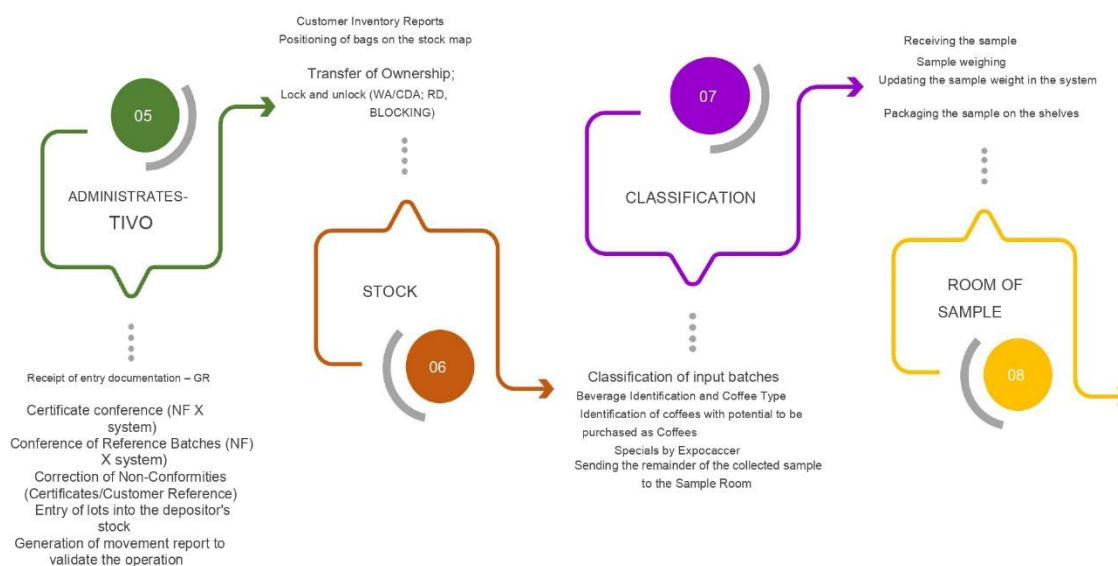 05
ADMINISTRATES-
TIVO
Receipt of entry documentation – GR
Certificate conference (NF X
system)
Conference of Reference Batches (NF)
X system)
Correction of Non-Conformities
(Certificates/Customer Reference)
Entry of lots into the depositor's
stock
Generation of movement report to
validate the operation
Customer Inventory Reports
Positioning of bags on the stock map
Transfer of Ownership;
Lock and unlock (WA/CDA; RD,
BLOCKING)
STOCK
06
07
CLASSIFICATION
Classification of input batches
Beverage Identification and Coffee Type
Identification of coffees with potential to be
purchased as Coffees
Specials by Expocaccer
Sending the remainder of the collected sample
to the Sample Room
Receiving the sample
Sample weighing
Updating the sample weight in the system
Packaging the sample on the shelves
ROOM OF
SAMPLE
08